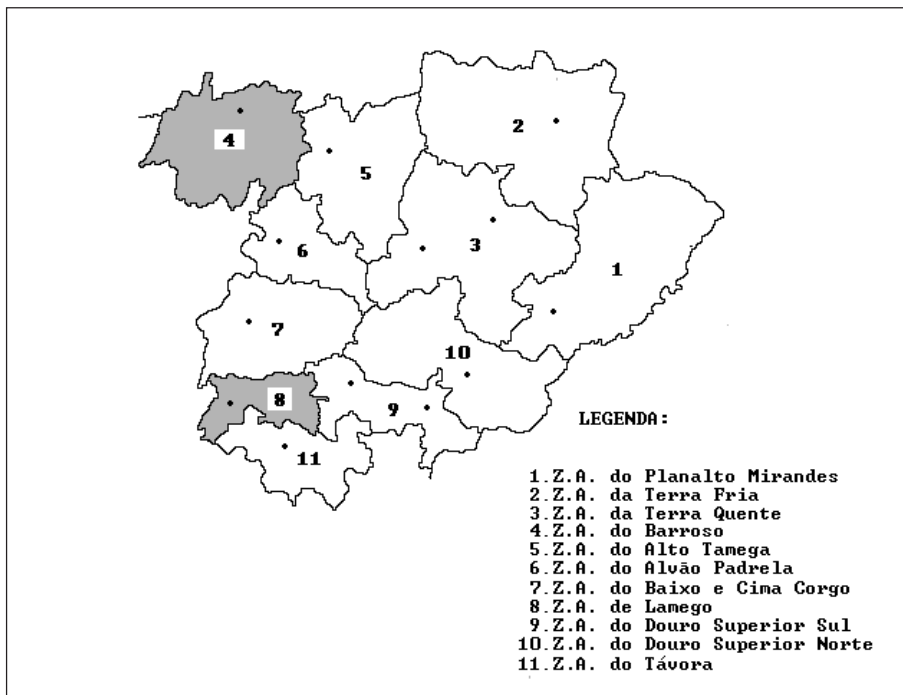 4
2
5
6
3
1
7
10
8
9
11
LEGENDA:
1.Z.A. do Planalto Mirandes
2.Z.A. da Terra Fria
3.Z.A. da Terra Quente
4.Z.A. do Barroso
5.Z.A. do Alto Tamega
6.Z.A. do Alvão Padrela
7.Z.A. do Baixo e Cima Corgo
8.Z.A. de Lamego
9.Z.A. do Douro Superior Sul
10.Z.A. do Douro Superior Norte
11.Z.A. do Távora